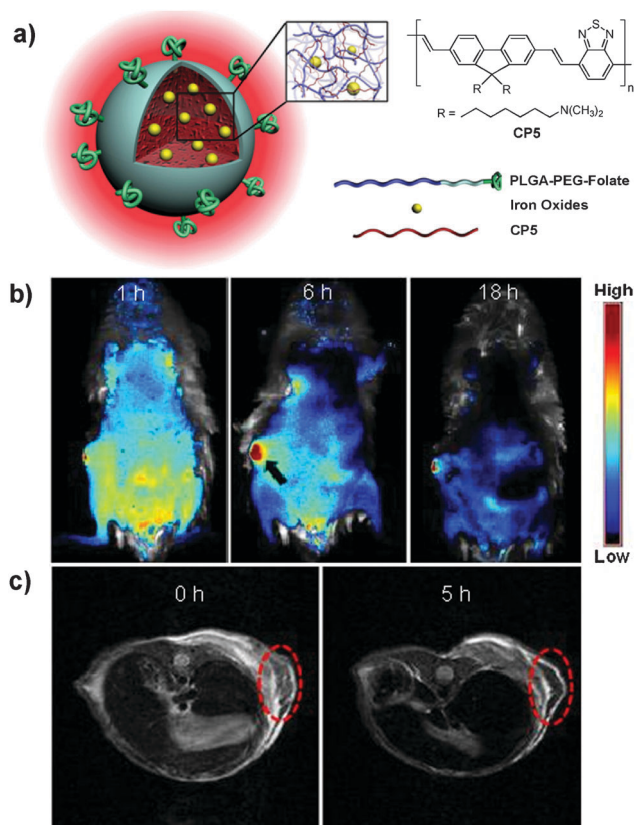 a)
S
N N
n
R R
R = N(CH₃)₂
CP5
PLGA-PEG-Folate
Iron Oxides
CP5
b)
1 h 6 h 18 h
High
Low
c)
0 h 5 h